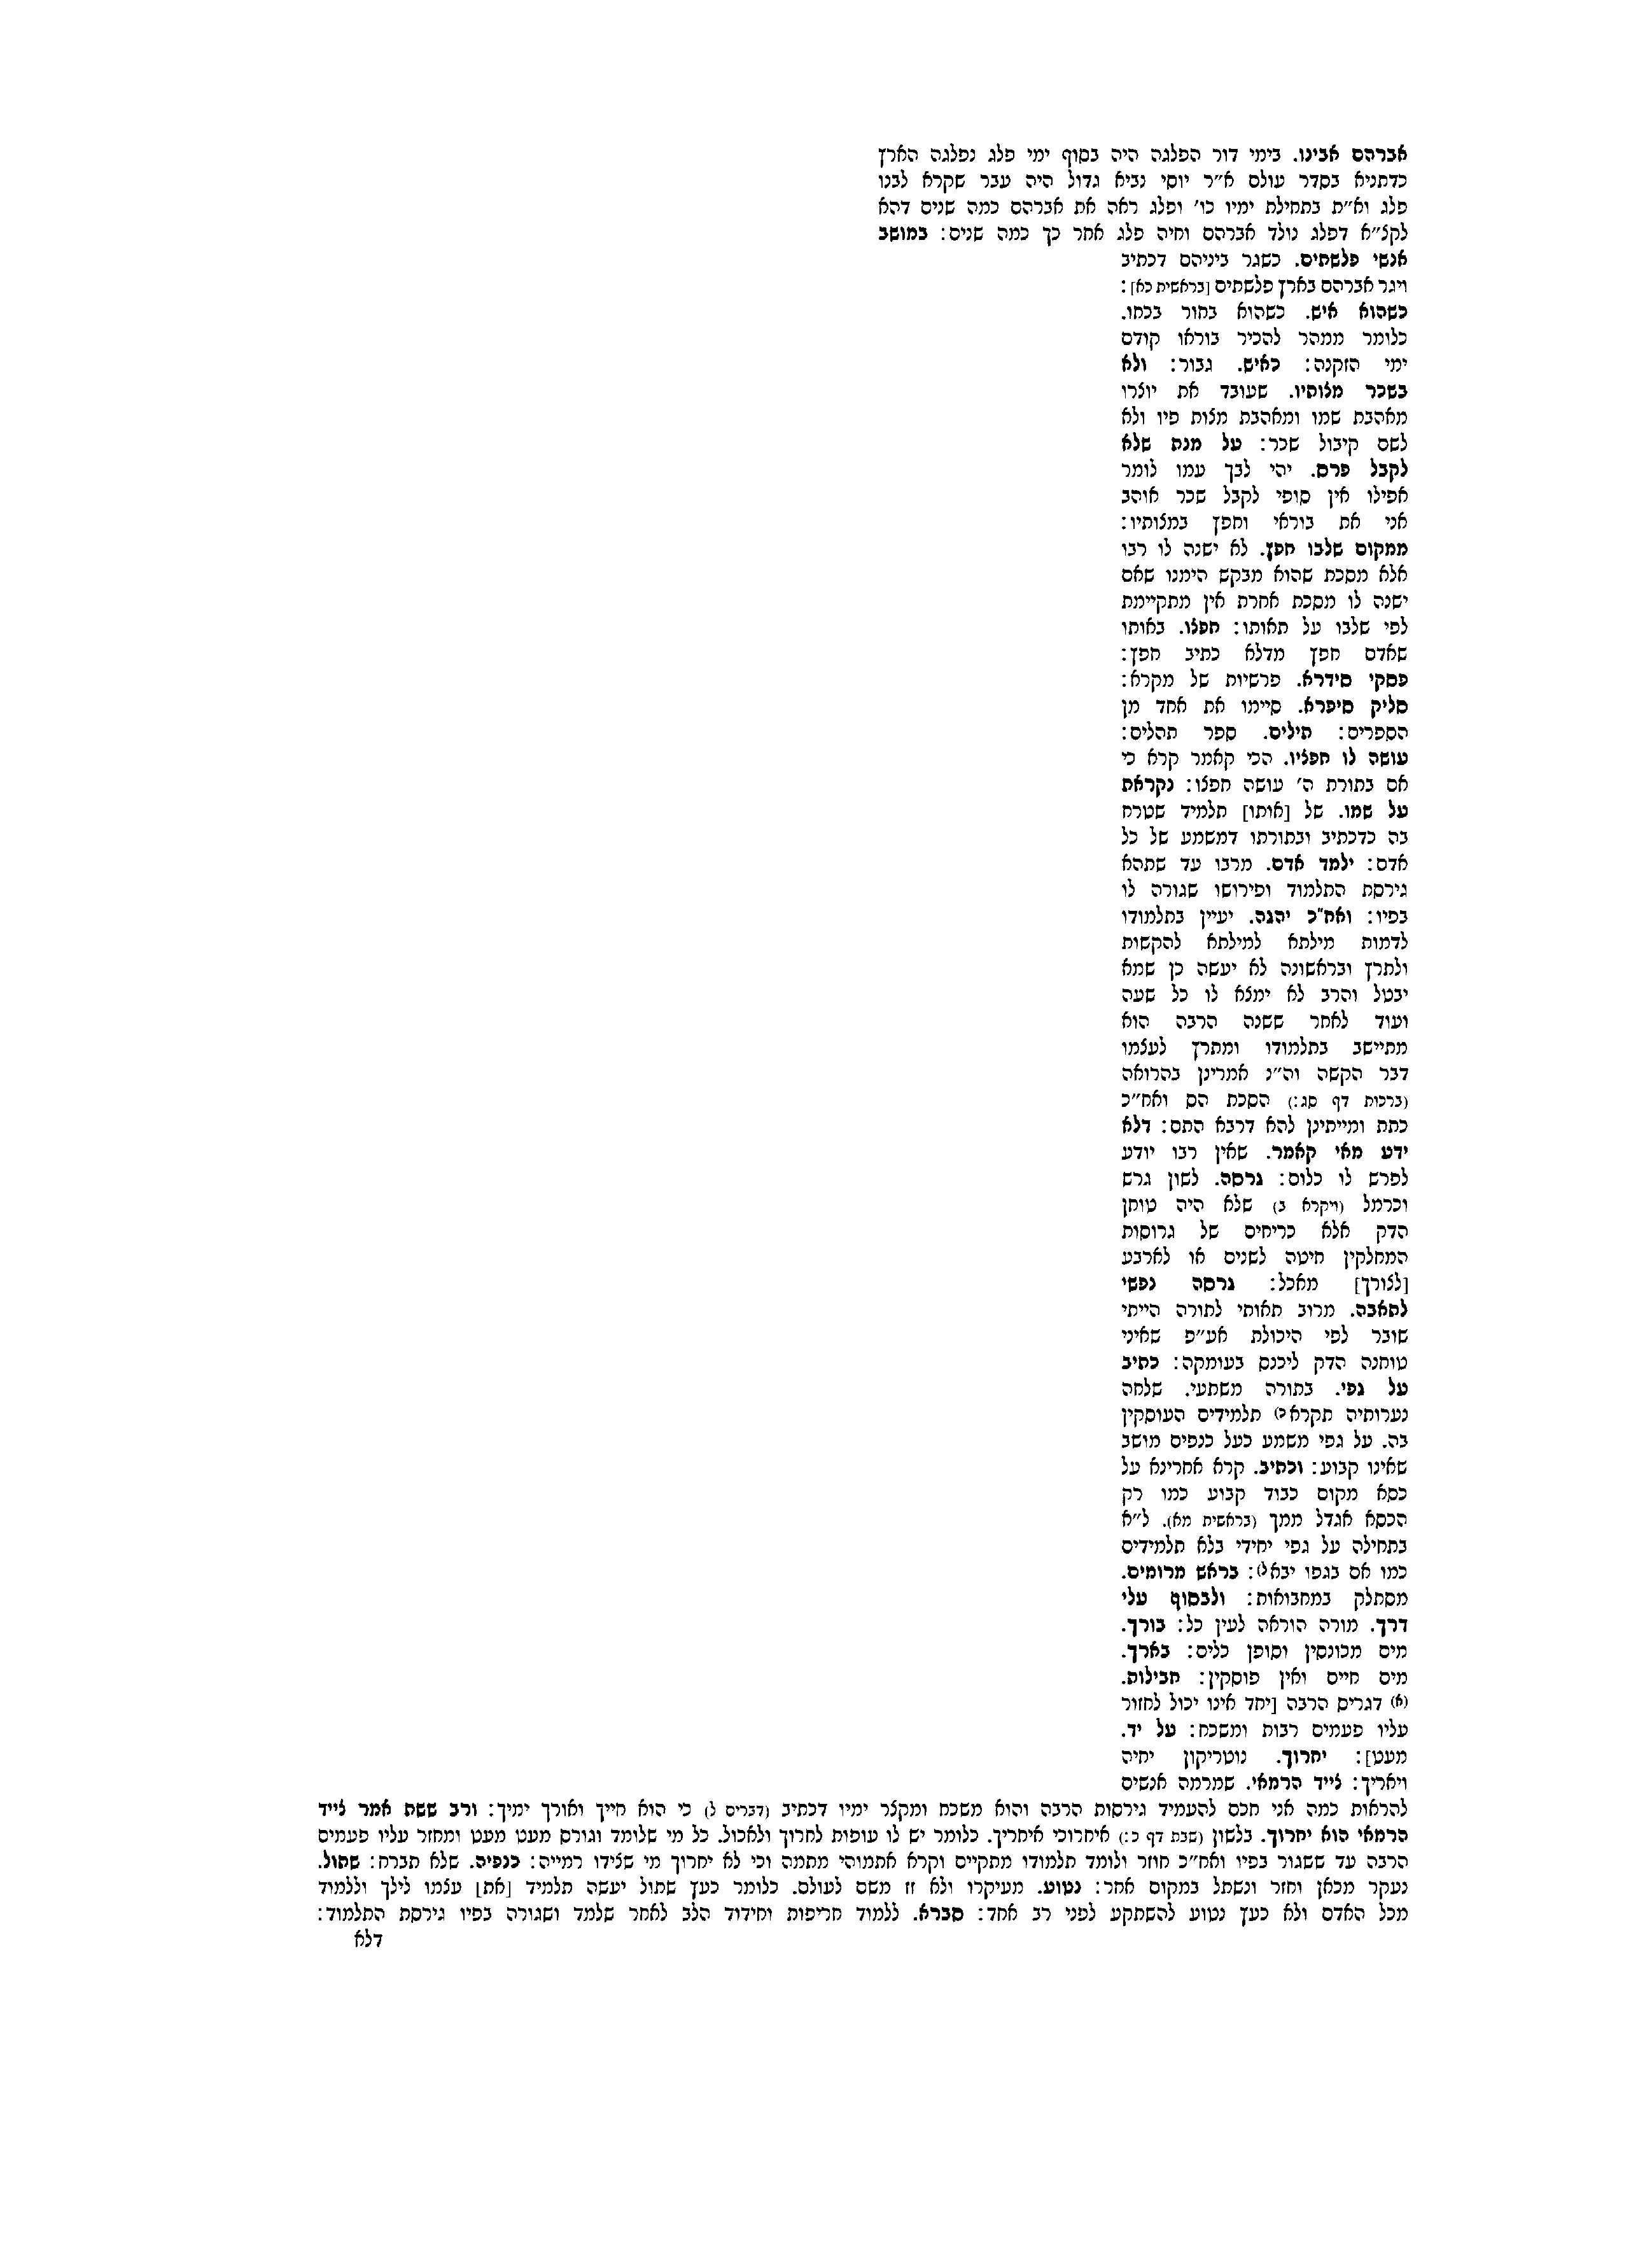 אברהם אבינו. בימי דור הפלגה היה בסוף ימי פלג נפלגה הארץ
כדתניא בסדר עולם א״ר יוסי נביא גדול היה עבר שקרא לבנו
פלג וא״ת בתחילת ימיו כו׳ ופלג ראה את אברהם כמה שנים דהא
לקצ״א דפלג נולד אברהם וחיה פלג אחר כך כמה שנים: במושב
אנשי פלשתים. כשגר ביניהם דכתיב
ויגר אברהם בארץ פלשתים [בראשית כא]:
כשהוא איש. כשהוא בחור בכחו.
כלומר ממהר להכיר בוראו קודם
ימי הזקנה: כאיש. גבור: ולא
בשכר מצותיו. שעובד את יוצרו
מאהבת שמו ומאהבת מצות פיו ולא
לשם קיבול שכר: על מנת שלא
לקבל פרס. יהי לבך עמו לומר
אפילו אין סופי לקבל שכר אוהב
אני את בוראי וחפץ במצותיו:
ממקום שלבו חפץ. לא ישנה לו רבו
אלא מסכת שהוא מבקש הימנו שאם
ישנה לו מסכת אחרת אין מתקיימת
לפי שלבו על תאותו: חפצו. באותו
שאדם חפץ מדלא כתיב חפץ:
פסקי סידרא. פרשיות של מקרא:
סליק סיפרא. סיימו את אחד מן
הספרים: תילים. ספר תהלים:
עושה לו חפציו. הכי קאמר קרא כי
אם בתורת ה׳ עושה חפצו: נקראת
על שמו. של [אותו] תלמיד שטרח
בה כדכתיב ובתורתו דמשמע של כל
אדם: ילמד אדם. מרבו עד שתהא
גירסת התלמוד ופירושו שגורה לו
בפיו: ואח״כ יהגה. יעיין בתלמודו
לדמות מילתא למילתא להקשות
ולתרץ ובראשונה לא יעשה כן שמא
יבטל והרב לא ימצא לו כל שעה
ועוד לאחר ששנה הרבה הוא
מתיישב בתלמודו ומתרץ לעצמו
דבר הקשה וה״נ אמרינן בהרואה
(ברכות דף סג:) הסכת הס ואח״כ
כתת ומייתינן להא דרבא התם: דלא
ידע מאי קאמר. שאין רבו יודע
לפרש לו כלום: גרסה. לשון גרש
וכרמל (ויקרא ב) שלא היה טוחן
הדק אלא כריחים של גרוסות
המחלקין חיטה לשנים או לארבע
[לצורך] מאכל: גרסה נפשי
לתאבה. מרוב תאותי לתורה הייתי
שובר לפי היכולת אע״פ שאיני
טוחנה הדק ליכנס בעומקה: כתיב
על גפי. בתורה משתעי. שלחה
נערותיה תקרא⁽כ⁾ תלמידים העוסקין
בה. על גפי משמע כעל כנפים מושב
שאינו קבוע: וכתיב. קרא אחרינא על
כסא מקום כבוד קבוע כמו רק
הכסא אגדל ממך (בראשית מא). ל״א
בתחילה על גפי יחידי בלא תלמידים
כמו אם בגפו יבא⁽ל⁾: בראש מרומים.
מסתלק במחבואות: ולבסוף עלי
דרך. מורה הוראה לעין כל: בורך.
מים מכונסין וסופן כלים: בארך.
מים חיים ואין פוסקין: חבילות.
(א) דגריס הרבה [יחד אינו יכול לחזור
עליו פעמים רבות ומשכח: על יד.
מעט]: יחרוך. נוטריקון יחיה
ויאריך: צייד הרמאי. שמרמה אנשים
להראות כמה אני חכם להעמיד גירסות הרבה והוא משכח ומקצר ימיו דכתיב (דברים ל) כי הוא חייך ואורך ימיך: ורב ששת אמר צייד
הרמאי הוא יחרוך. בלשון (שבת דף כ:) איחרוכי איחריך. כלומר יש לו עופות לחרוך ולאכול. כל מי שלומד וגורס מעט מעט ומחזר עליו פעמים
הרבה עד ששגור בפיו ואח״כ חוזר ולומד תלמודו מתקיים וקרא אתמוהי מתמה וכי לא יחרוך מי שצידו רמייה: כנפיה. שלא תברח: שתול.
נעקר מכאן וחזר ונשתל במקום אחר: נטוע. מעיקרו ולא זז משם לעולם. כלומר כעץ שתול יעשה תלמיד [את] עצמו לילך וללמוד
מכל האדם ולא כעץ נטוע להשתקע לפני רב אחד: סברא. ללמוד חריפות וחידוד הלב לאחר שלמד ושגורה בפיו גירסת התלמוד:
דלא